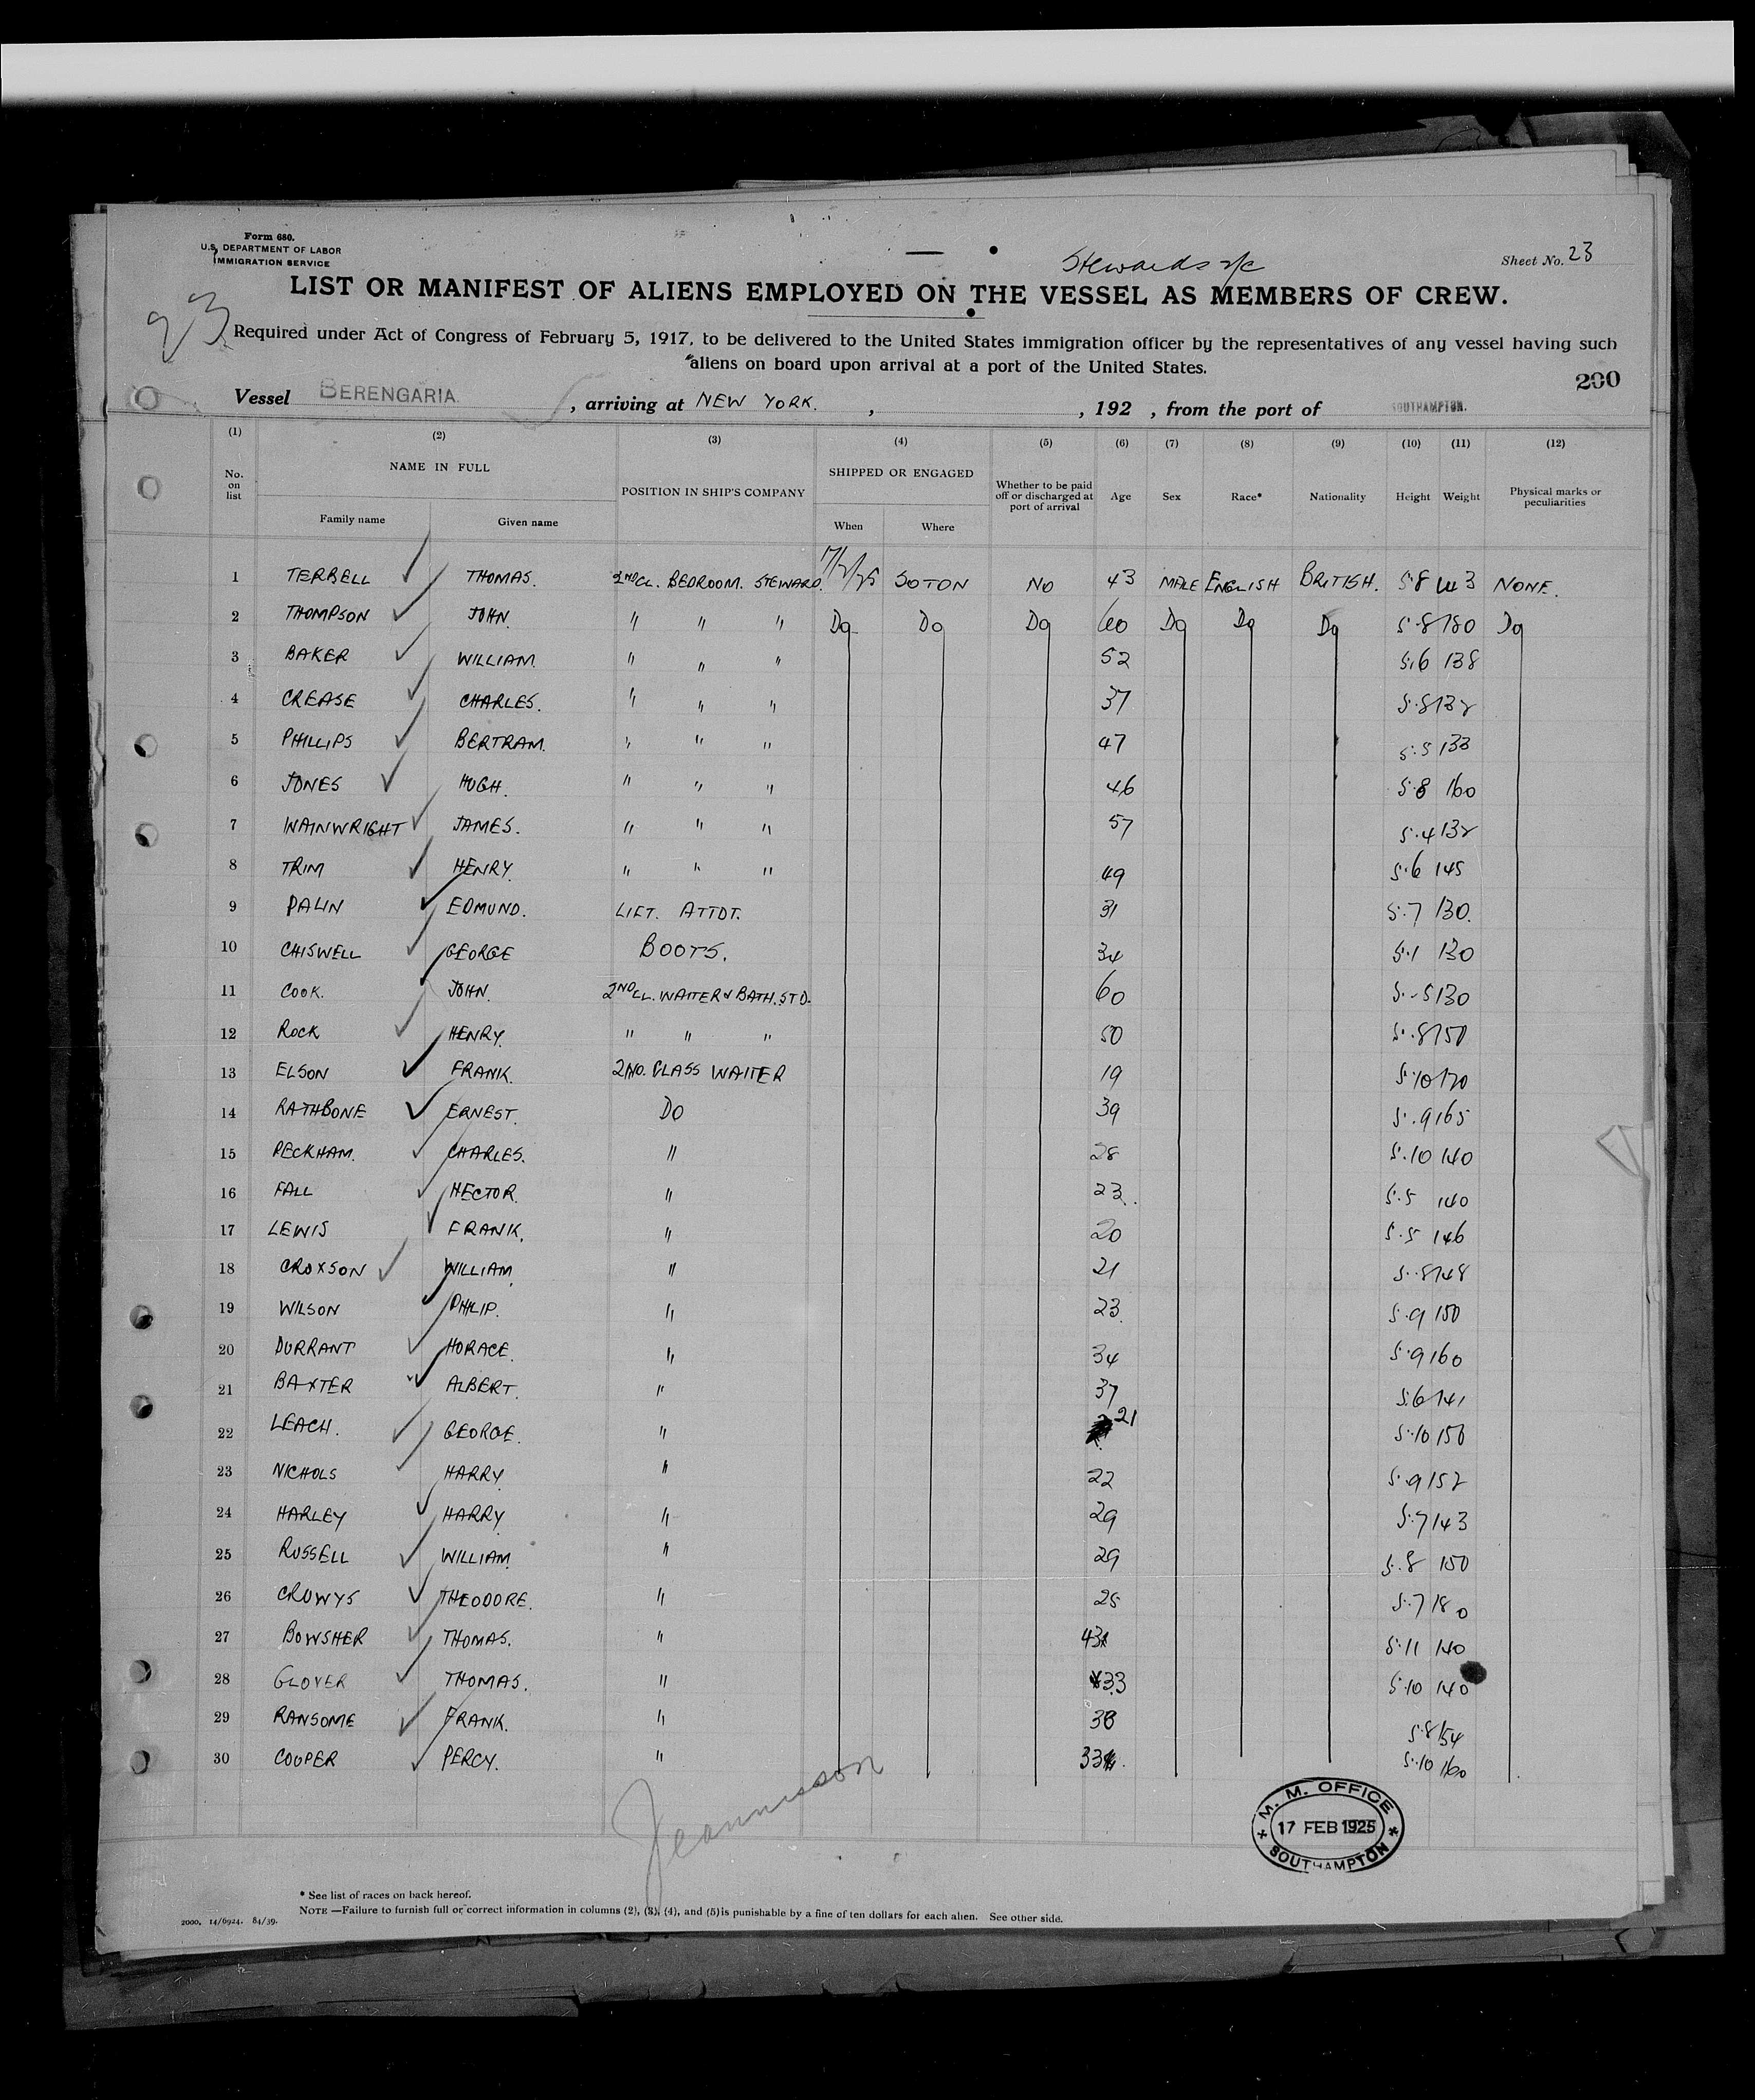 Form 680.
U.S. DEPARTMENT OF LABOR
IMMIGRATION SERVICE
Stewards
Sheet No. 23
LIST OR MANIFEST OF ALIENS EMPLOYED ON THE VESSEL AS MEMBERS OF CREW.
23
Required under Act of Congress of February 5, 1917, to be delivered to the United States immigration officer by the representatives of any vessel having such
aliens on board upon arrival at a port of the United States.
200
Vessel BERENGARIA , arriving at NEW YORK. , , 192 , from the port of SOUTHAMPTON.
(1) (2) (3) (4) (5) (6) (7) (8) (9) (10) (11) (12)
No. on list NAME IN FULL Family name Given name POSITION IN SHIP'S COMPANY SHIPPED OR ENGAGED When Where Whether to be paid off or discharged at port of arrival Age Sex Race* Nationality Height Weight Physical marks or peculiarities
1 TERRELL THOMAS. 2ND CL. BEDROOM. STEWARD. 17/2/25 SOTON NO 43 MALE ENGLISH BRITISH. 5.8 143 NONE.
2 THOMPSON JOHN. " " " Do Do Do 60 Do Do Do 5.8 180 Do
3 BAKER WILLIAM. " " " 52 5.6 138
4 CREASE CHARLES. " " " 37 5.8 132
5 PHILLIPS BERTRAM. " " " 47 5.5 133
6 JONES HUGH. " " " 46 5.8 160
7 WAINWRIGHT JAMES. " " " 57 5.4 132
8 TRIM HENRY. " " " 49 5.6 145
9 PALIN EDMUND. LIFT. ATTDT. 31 5.7 130.
10 CHISWELL GEORGE BOOTS. 34 5.1 130
11 COOK. JOHN. 2ND CL. WAITER & BATH. STD. 60 5.5 130
12 ROCK HENRY. " " " 50 5.8 150
13 ELSON FRANK. 2ND. CLASS WAITER 19 5.10 170
14 RATHBONE ERNEST. DO 39 5.9 165
15 PECKHAM. CHARLES. " 28 5.10 140
16 FALL HECTOR. " 23. 5.5 140
17 LEWIS FRANK. " 20 5.5 146
18 CROXSON WILLIAM. " 21 5.8 148
19 WILSON PHILIP. " 23. 5.9 150
20 DURRANT HORACE. " 34 5.9 160
21 BAXTER ALBERT. " 37 5.6 141
22 LEACH. GEORGE. " 21 5.10 150
23 NICHOLS HARRY. " 22 5.9 152
24 HARLEY HARRY " 29 5.7 143
25 RUSSELL WILLIAM. " 29 5.8 150
26 CRUWYS THEODORE. " 25 5.7 180
27 BOWSHER THOMAS. " 43 5.11 140
28 GLOVER THOMAS. " 33 5.10 140
29 RANSOME FRANK. " 38 5.8 154
30 COOPER PERCY. " 33 5.10 160
M. M. OFFICE
17 FEB 1925
SOUTHAMPTON
* See list of races on back hereof.
NOTE —Failure to furnish full or correct information in columns (2), (3), (4), and (5) is punishable by a fine of ten dollars for each alien. See other side.
2000. 14/6924. 84/39.